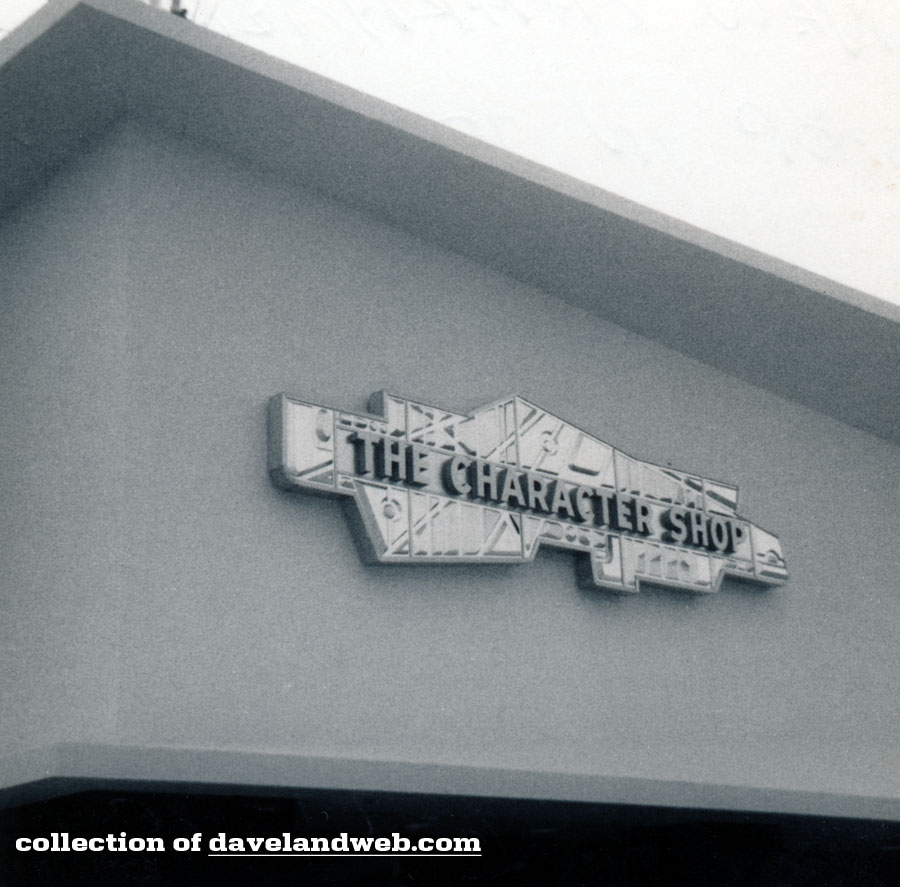 THE CHARACTER SHOP
collection of davelandweb.com